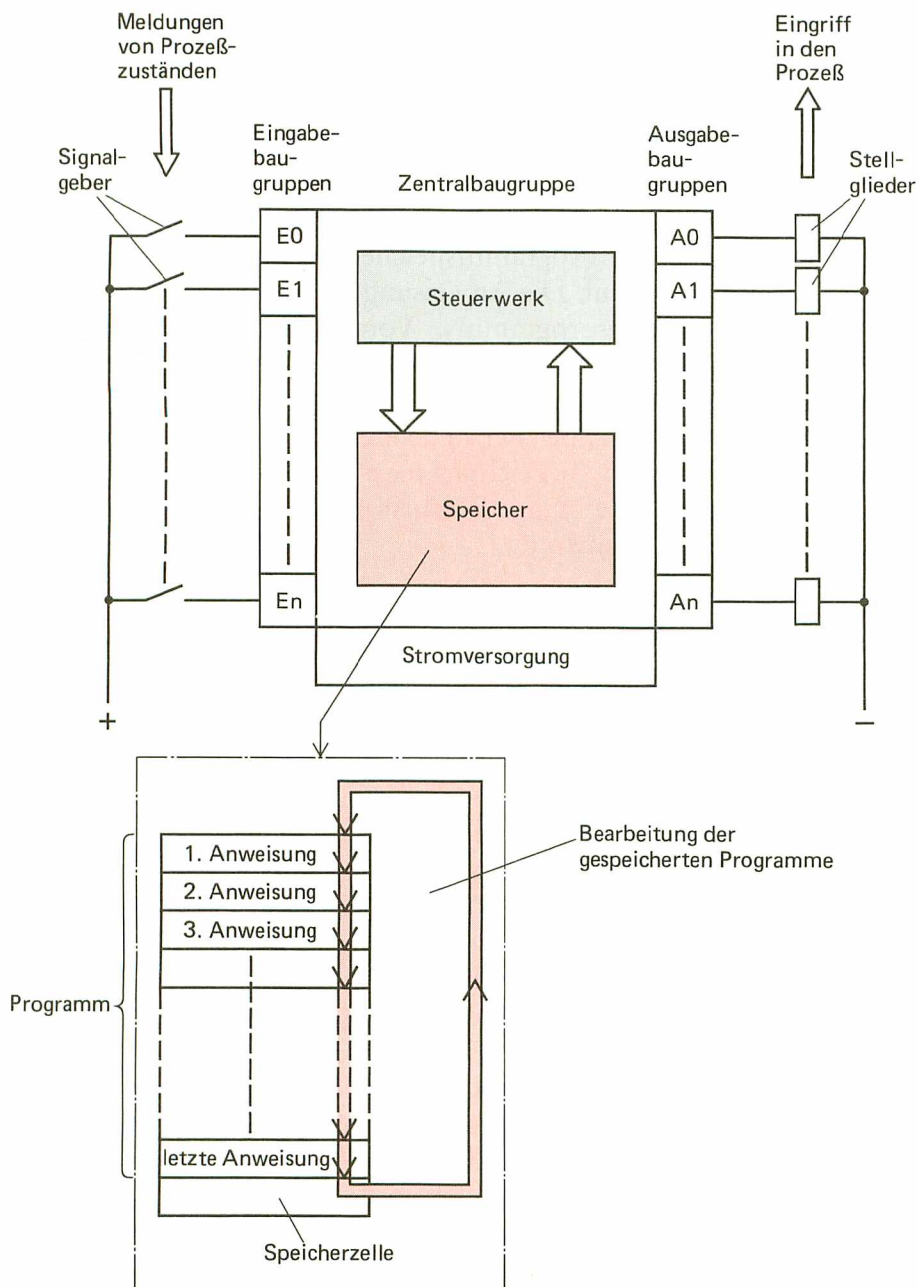 Meldungen
von Prozeß-
zuständen
Eingriff
in den
Prozeß
Signal-
geber
Eingabe-
bau-
gruppen
Zentralbaugruppe
Ausgabe-
bau-
gruppen
Stell-
glieder
E0
A0
E1
Steuerwerk
A1
Speicher
En
An
Stromversorgung
+
−
1. Anweisung
2. Anweisung
3. Anweisung
Bearbeitung der
gespeicherten Programme
Programm
letzte Anweisung
Speicherzelle